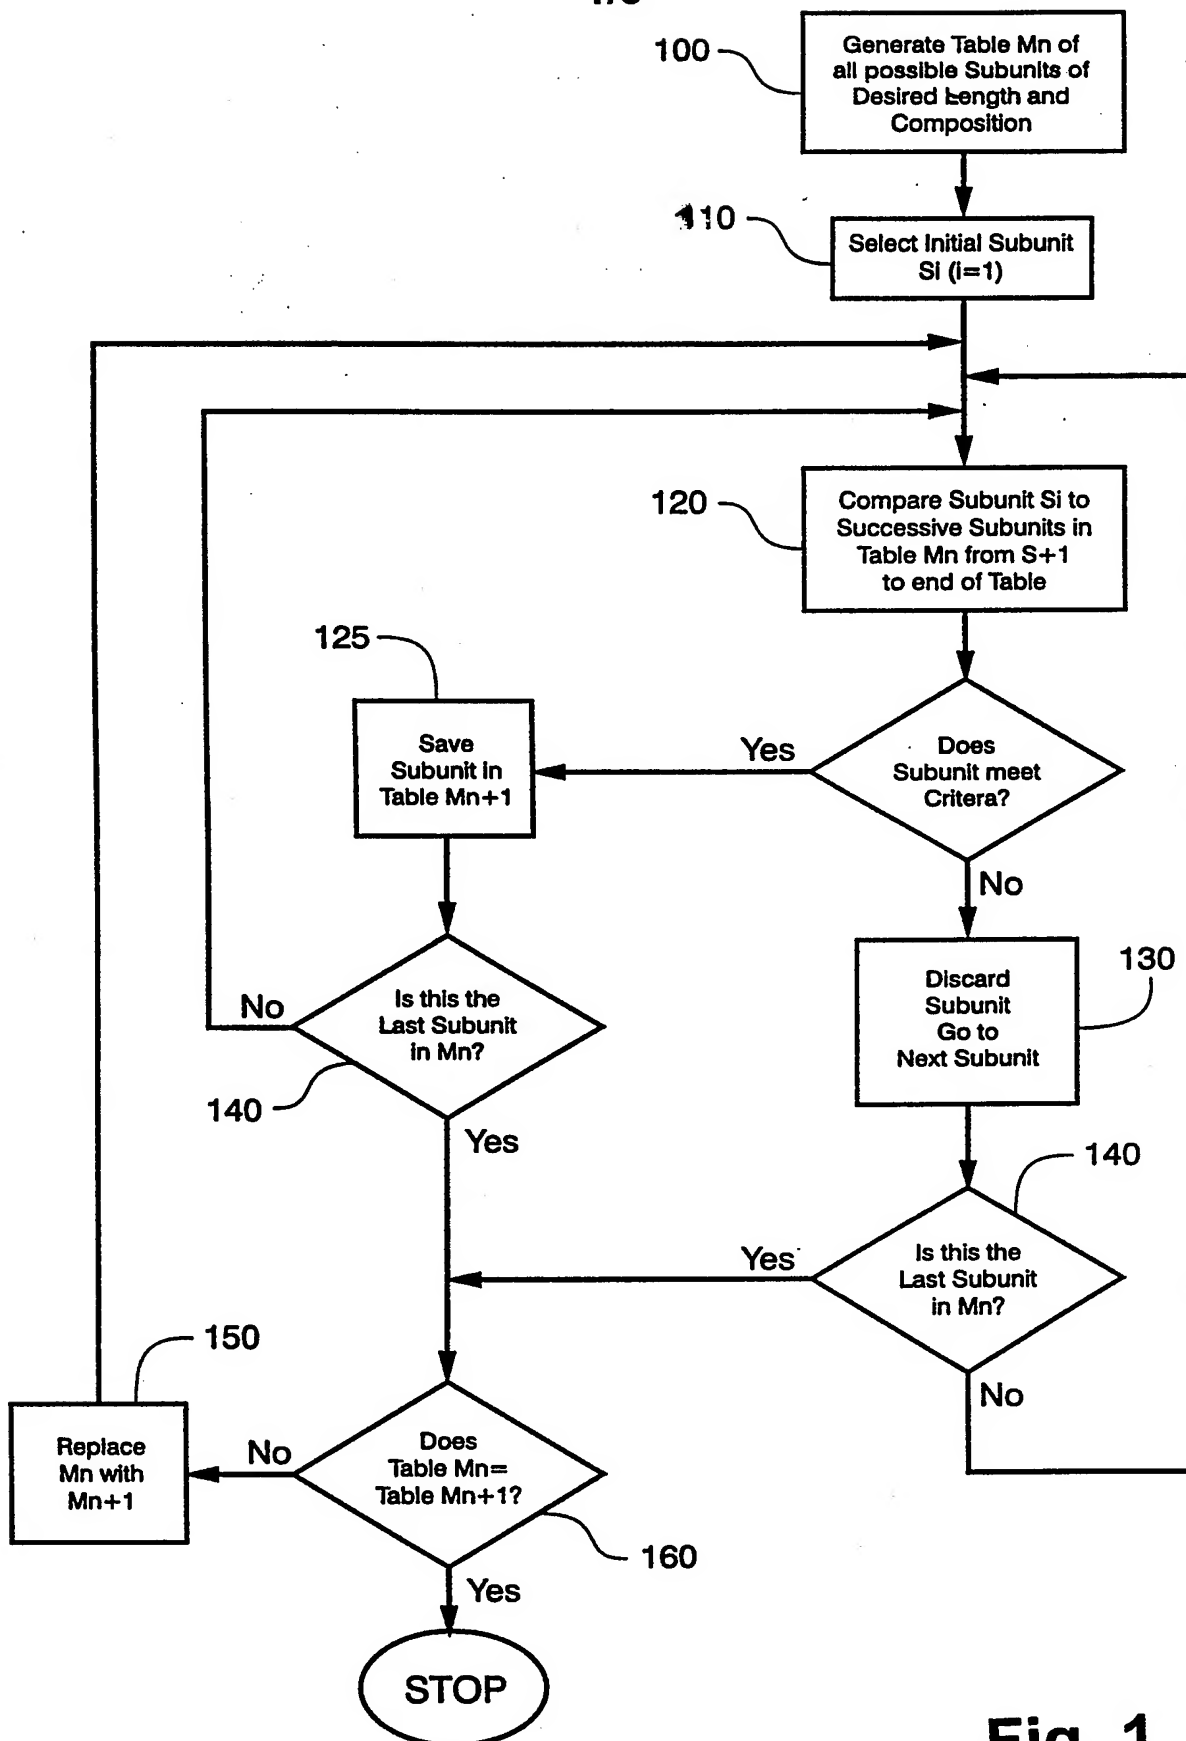 100
Generate Table Mn of
all possible Subunits of
Desired Length and
Composition
110
Select Initial Subunit
Si (i=1)
120
Compare Subunit Si to
Successive Subunits in
Table Mn from S+1
to end of Table
125
Save
Subunit in
Table Mn+1
Yes
Does
Subunit meet
Critera?
No
130
Discard
Subunit
Go to
Next Subunit
No
Is this the
Last Subunit
in Mn?
140
Yes
140
Yes
Is this the
Last Subunit
in Mn?
No
150
Replace
Mn with
Mn+1
No
Does
Table Mn=
Table Mn+1?
160
Yes
STOP
Fig. 1